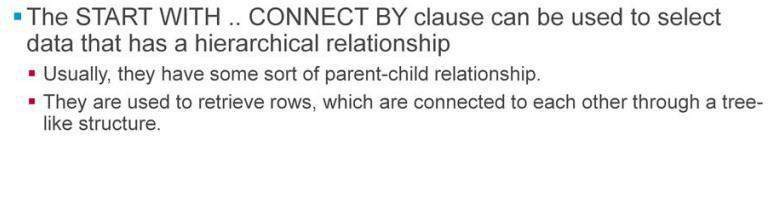 The START WITH .. CONNECT BY clause can be used to select
data that has a hierarchical relationship
Usually, they have some sort of parent-child relationship.
They are used to retrieve rows, which are connected to each other through a tree-
like structure.